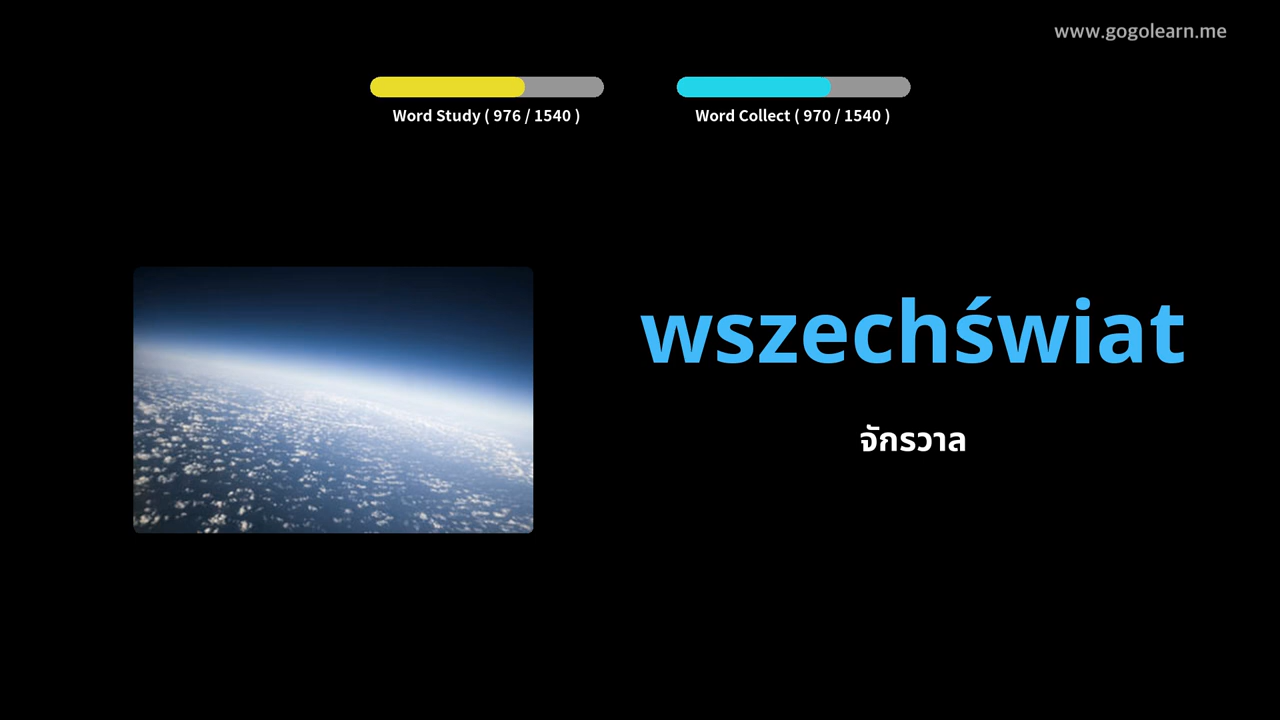 www.gogolearn.me
Word Study ( 976 / 1540 )
Word Collect ( 970 / 1540 )
wszechświat
จักรวาล